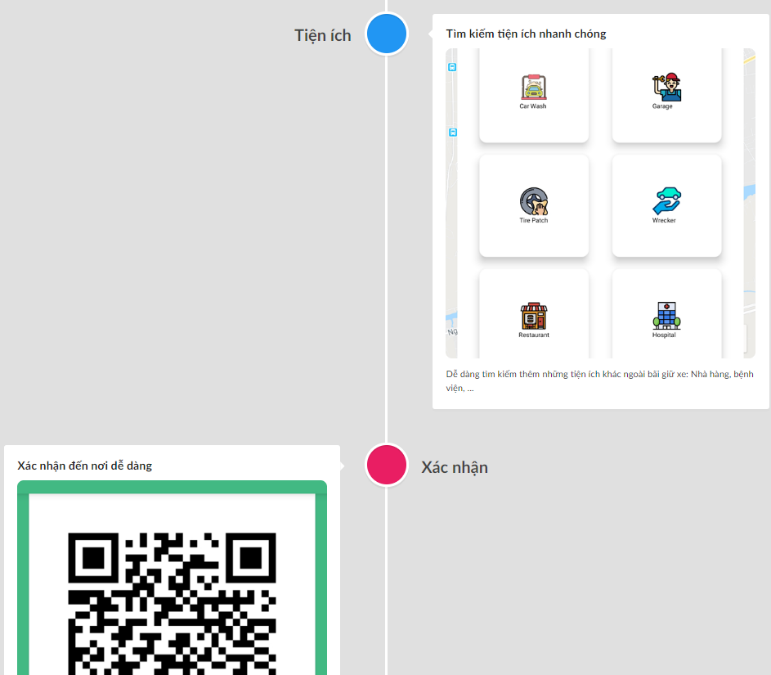 Tiện ích
Tìm kiếm tiện ích nhanh chóng
Car Wash
Garage
Tire Patch
Wrecker
Restaurant
Hospital
Dễ dàng tìm kiếm thêm những tiện ích khác ngoài bãi giữ xe: Nhà hàng, bệnh
viện, ...
Xác nhận đến nơi dễ dàng
Xác nhận